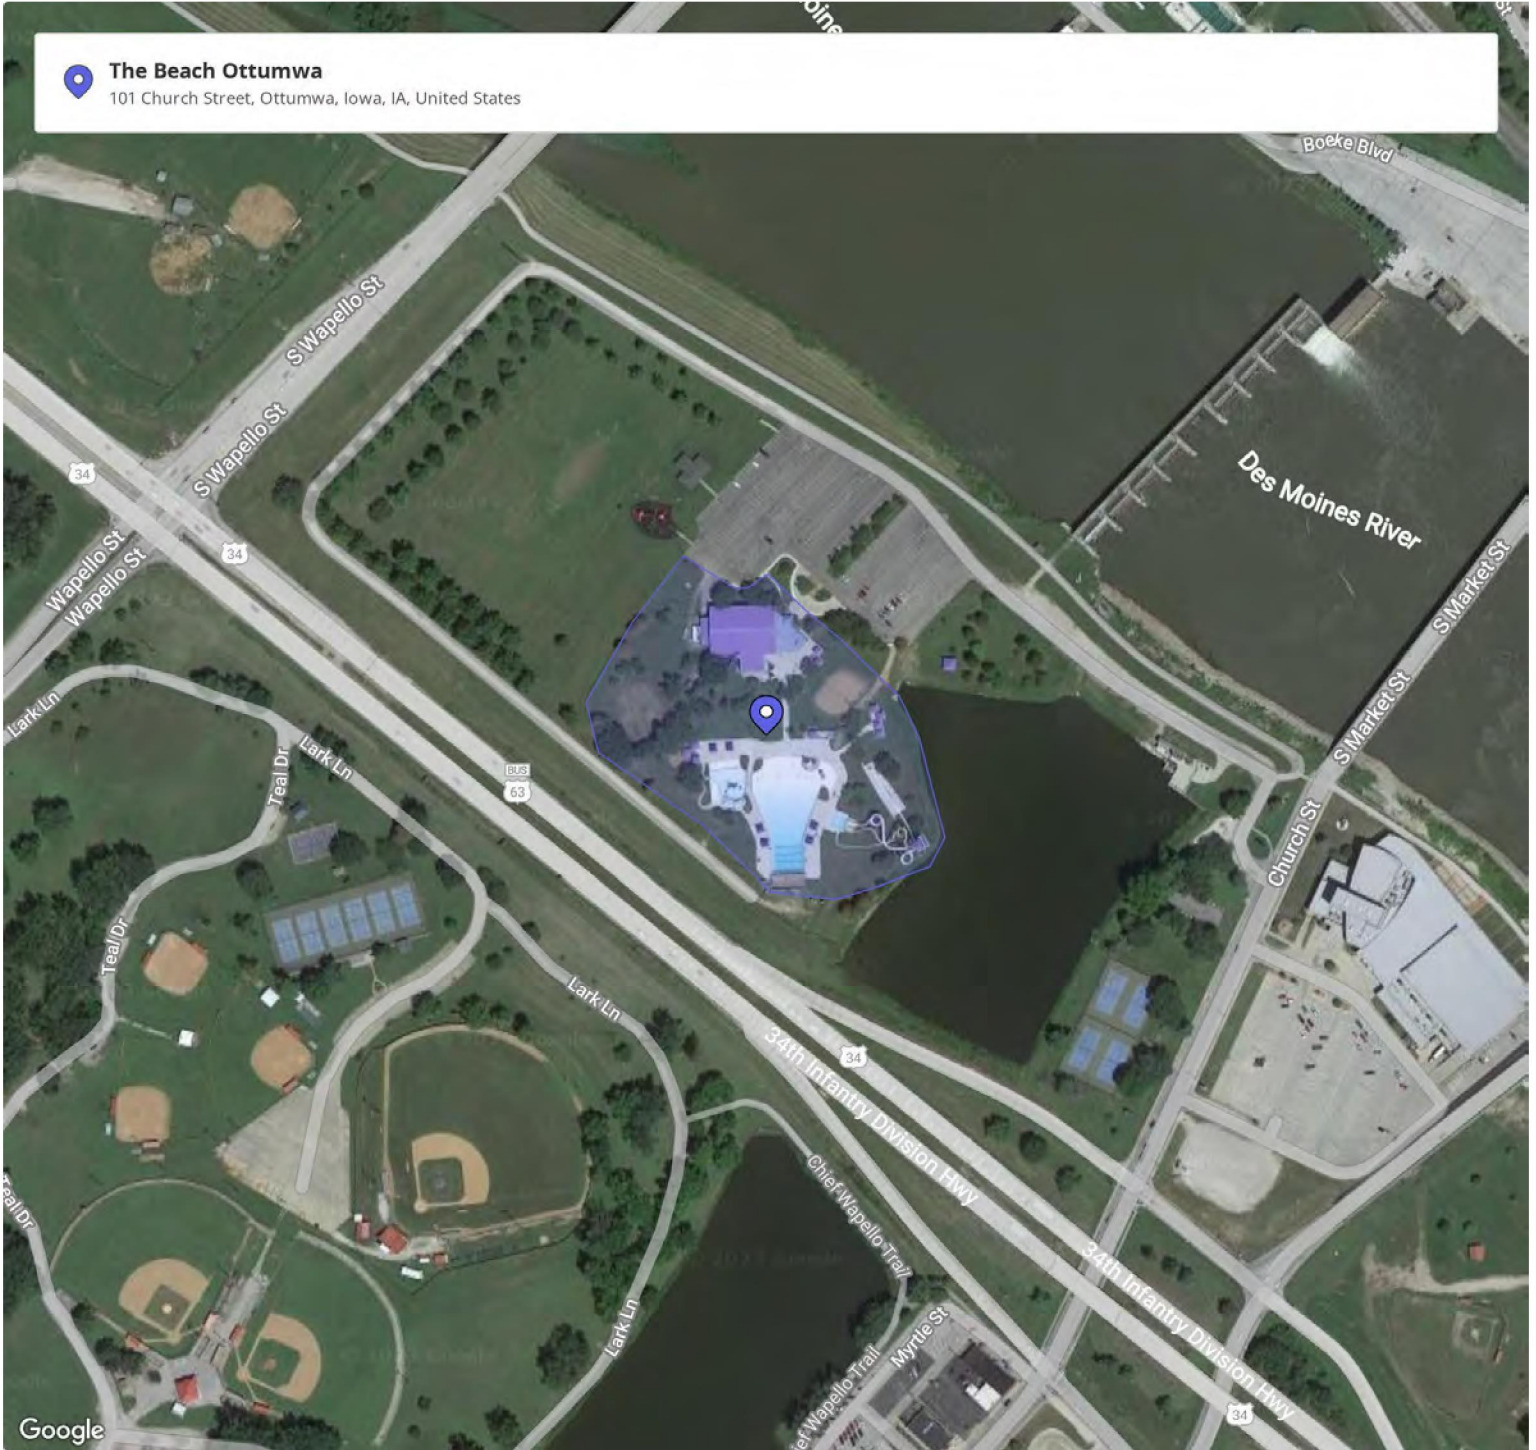 oine
St
The Beach Ottumwa
101 Church Street, Ottumwa, Iowa, IA, United States
Boeke Blvd
S Wapello St
S Wapello St
34
34
Des Moines River
Wapello St
Wapello St
S Market St
S Market St
Lark Ln
Lark Ln
Teal Dr
BUS
63
Church St
Teal Dr
Lark Ln
34
34th Infantry Division Hwy
Chief Wapello Trail
Teal Dr
34th Infantry Division Hwy
Lark Ln
Myrtle St
ef Wapello Trail
34
Google